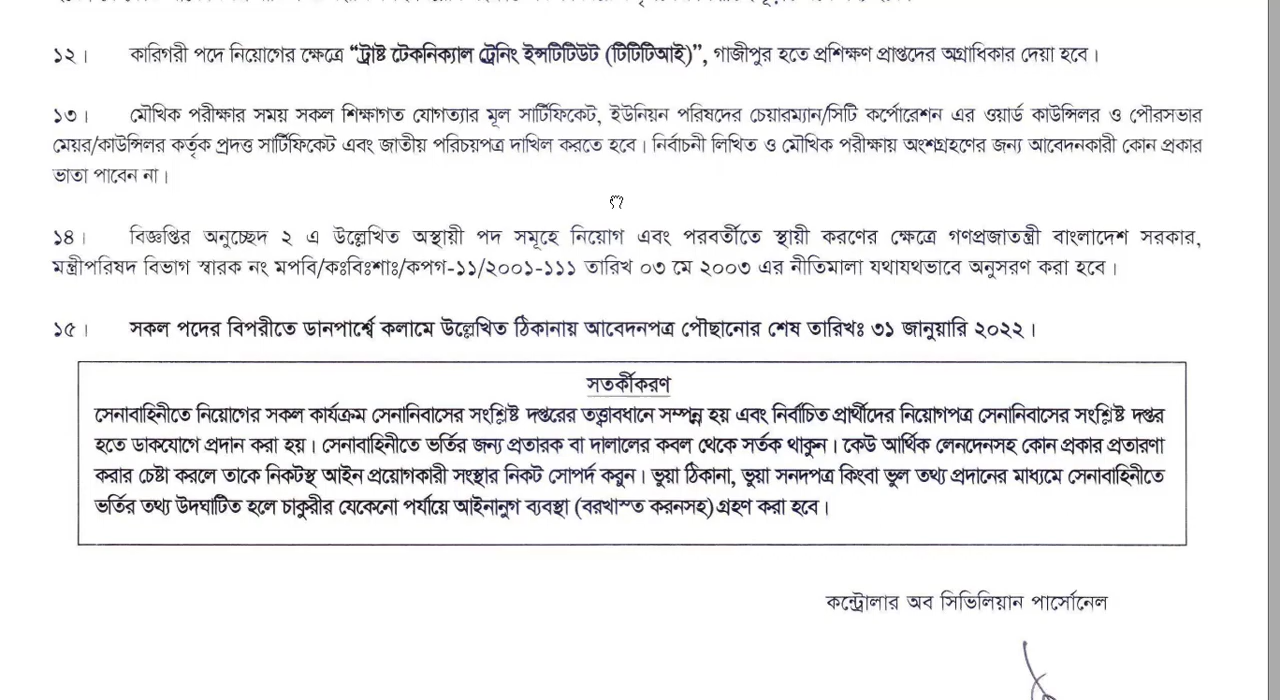 ১২। কারিগরী পদে নিয়োগের ক্ষেত্রে “ট্রাষ্ট টেকনিক্যাল ট্রেনিং ইন্সটিটিউট (টিটিটিআই)”, গাজীপুর হতে প্রশিক্ষণ প্রাপ্তদের অগ্রাধিকার দেয়া হবে।
১৩। মৌখিক পরীক্ষার সময় সকল শিক্ষাগত যোগ্যতার মূল সার্টিফিকেট, ইউনিয়ন পরিষদের চেয়ারম্যান/সিটি কর্পোরেশন এর ওয়ার্ড কাউন্সিলর ও পৌরসভার
মেয়র/কাউন্সিলর কর্তৃক প্রদত্ত সার্টিফিকেট এবং জাতীয় পরিচয়পত্র দাখিল করতে হবে। নির্বাচনী লিখিত ও মৌখিক পরীক্ষায় অংশগ্রহণের জন্য আবেদনকারী কোন প্রকার
ভাতা পাবেন না।
১৪। বিজ্ঞপ্তির অনুচ্ছেদ ২ এ উল্লেখিত অস্থায়ী পদ সমূহে নিয়োগ এবং পরবর্তীতে স্থায়ী করণের ক্ষেত্রে গণপ্রজাতন্ত্রী বাংলাদেশ সরকার,
মন্ত্রীপরিষদ বিভাগ স্বারক নং মপবি/কঃবিঃশাঃ/কপগ-১১/২০০১-১১১ তারিখ ০৩ মে ২০০৩ এর নীতিমালা যথাযথভাবে অনুসরণ করা হবে।
১৫। সকল পদের বিপরীতে ডানপার্শ্বে কলামে উল্লেখিত ঠিকানায় আবেদনপত্র পৌছানোর শেষ তারিখঃ ৩১ জানুয়ারি ২০২২।
সতর্কীকরণ
সেনাবাহিনীতে নিয়োগের সকল কার্যক্রম সেনানিবাসের সংশ্লিষ্ট দপ্তরের তত্ত্বাবধানে সম্পন্ন হয় এবং নির্বাচিত প্রার্থীদের নিয়োগপত্র সেনানিবাসের সংশ্লিষ্ট দপ্তর
হতে ডাকযোগে প্রদান করা হয়। সেনাবাহিনীতে ভর্তির জন্য প্রতারক বা দালালের কবল থেকে সর্তক থাকুন। কেউ আর্থিক লেনদেনসহ কোন প্রকার প্রতারণা
করার চেষ্টা করলে তাকে নিকটস্থ আইন প্রয়োগকারী সংস্থার নিকট সোপর্দ করুন। ভুয়া ঠিকানা, ভুয়া সনদপত্র কিংবা ভুল তথ্য প্রদানের মাধ্যমে সেনাবাহিনীতে
ভর্তির তথ্য উদঘাটিত হলে চাকুরীর যেকেনো পর্যায়ে আইনানুগ ব্যবস্থা (বরখাস্ত করনসহ) গ্রহণ করা হবে।
কন্ট্রোলার অব সিভিলিয়ান পার্সোনেল